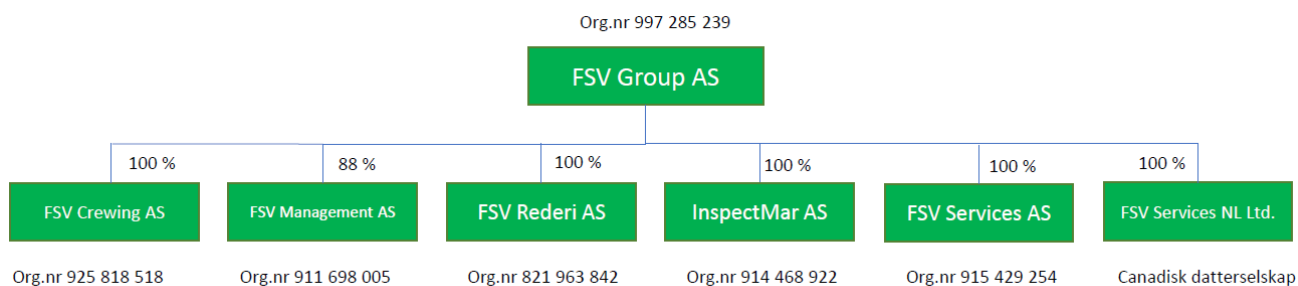 Org.nr 997 285 239
FSV Group AS
100 %
88 %
100 %
100 %
100 %
100 %
FSV Crewing AS
FSV Management AS
FSV Rederi AS
InspectMar AS
FSV Services AS
FSV Services NL Ltd.
Org.nr 925 818 518
Org.nr 911 698 005
Org.nr 821 963 842
Org.nr 914 468 922
Org.nr 915 429 254
Canadisk datterselskap